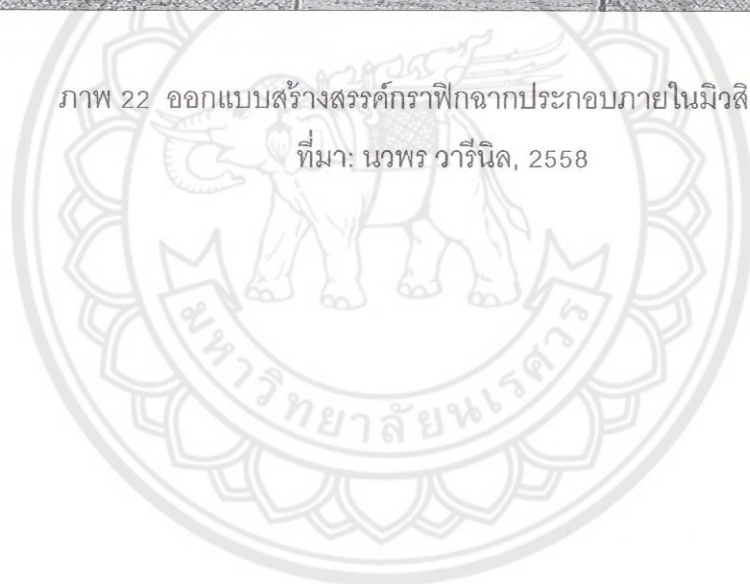 ภาพ 22 ออกแบบสร้างสรรค์กราฟิกฉากประกอบภายในมิวสิ
ที่มา: นวพร วารีนิล, 2558
มหาวิทยาลัยนเรศวร